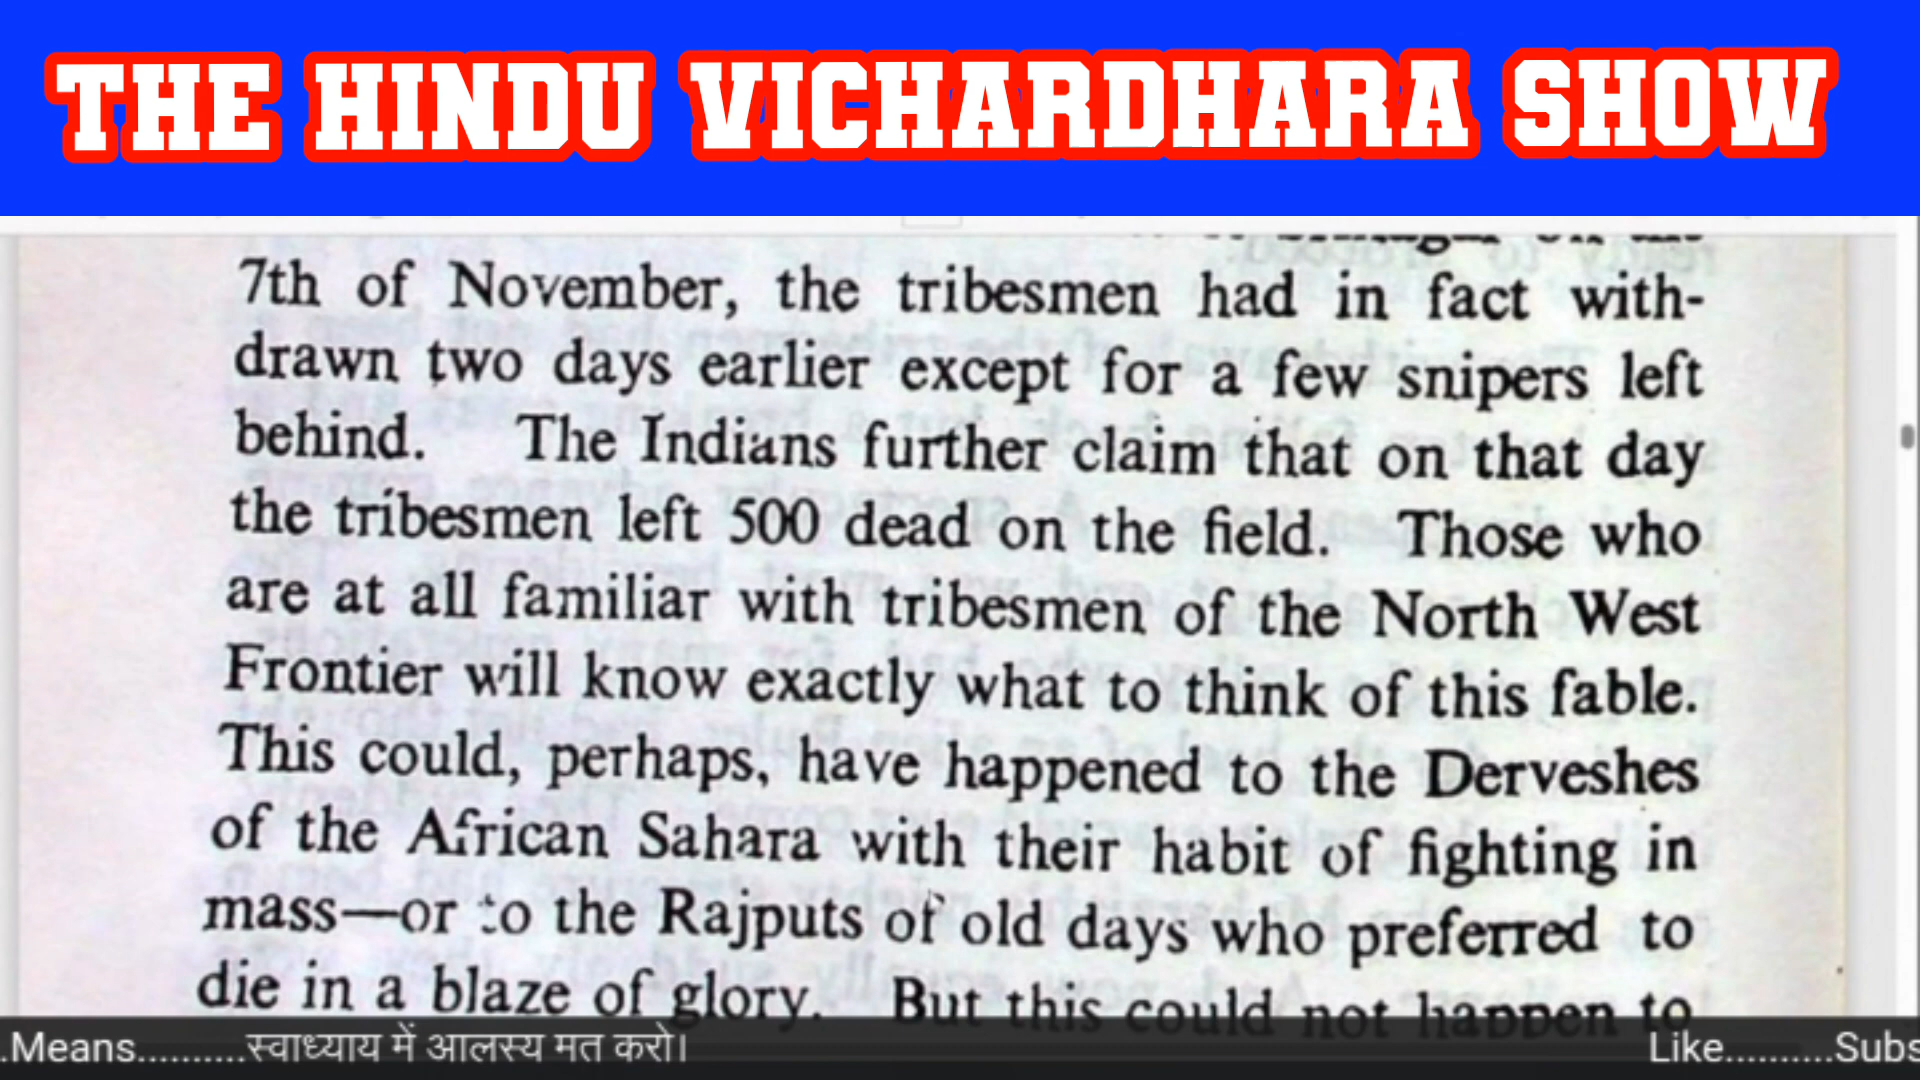 THE HINDU VICHARDHARA SHOW
7th of November, the tribesmen had in fact with-
drawn two days earlier except for a few snipers left
behind. The Indians further claim that on that day
the tribesmen left 500 dead on the field. Those who
are at all familiar with tribesmen of the North West
Frontier will know exactly what to think of this fable.
This could, perhaps, have happened to the Derveshes
of the African Sahara with their habit of fighting in
mass—or to the Rajputs of old days who preferred to
die in a blaze of glory. But this could not happen to
.Means..........स्वाध्याय में आलस्य मत करो। Like..........Subs